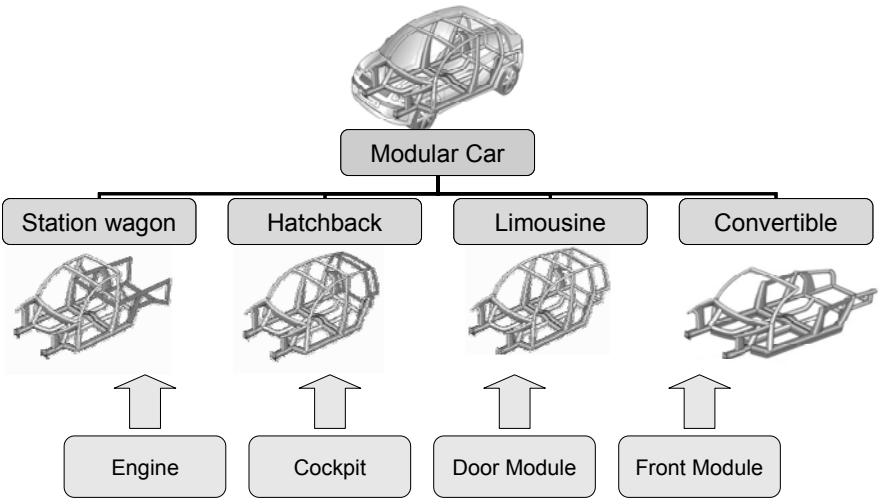 Modular Car
Station wagon
Hatchback
Limousine
Convertible
Engine
Cockpit
Door Module
Front Module